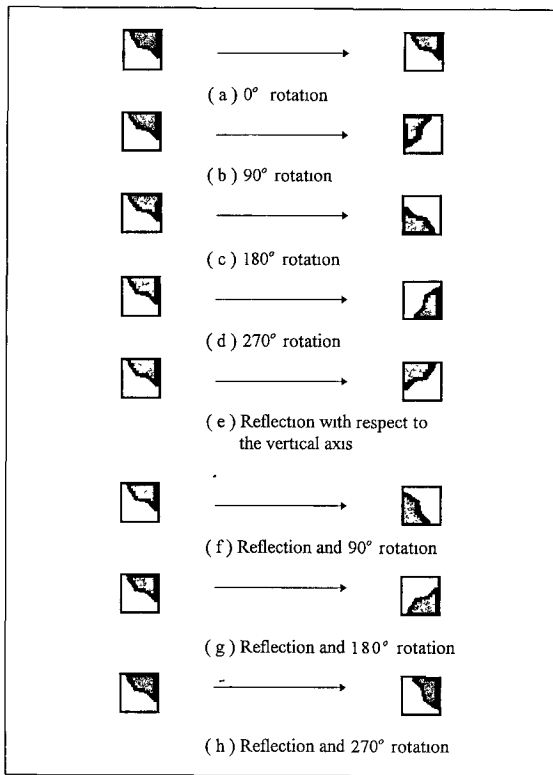 ( a ) 0° rotation
( b ) 90° rotation
( c ) 180° rotation
( d ) 270° rotation
( e ) Reflection with respect to
the vertical axis
( f ) Reflection and 90° rotation
( g ) Reflection and 180° rotation
( h ) Reflection and 270° rotation